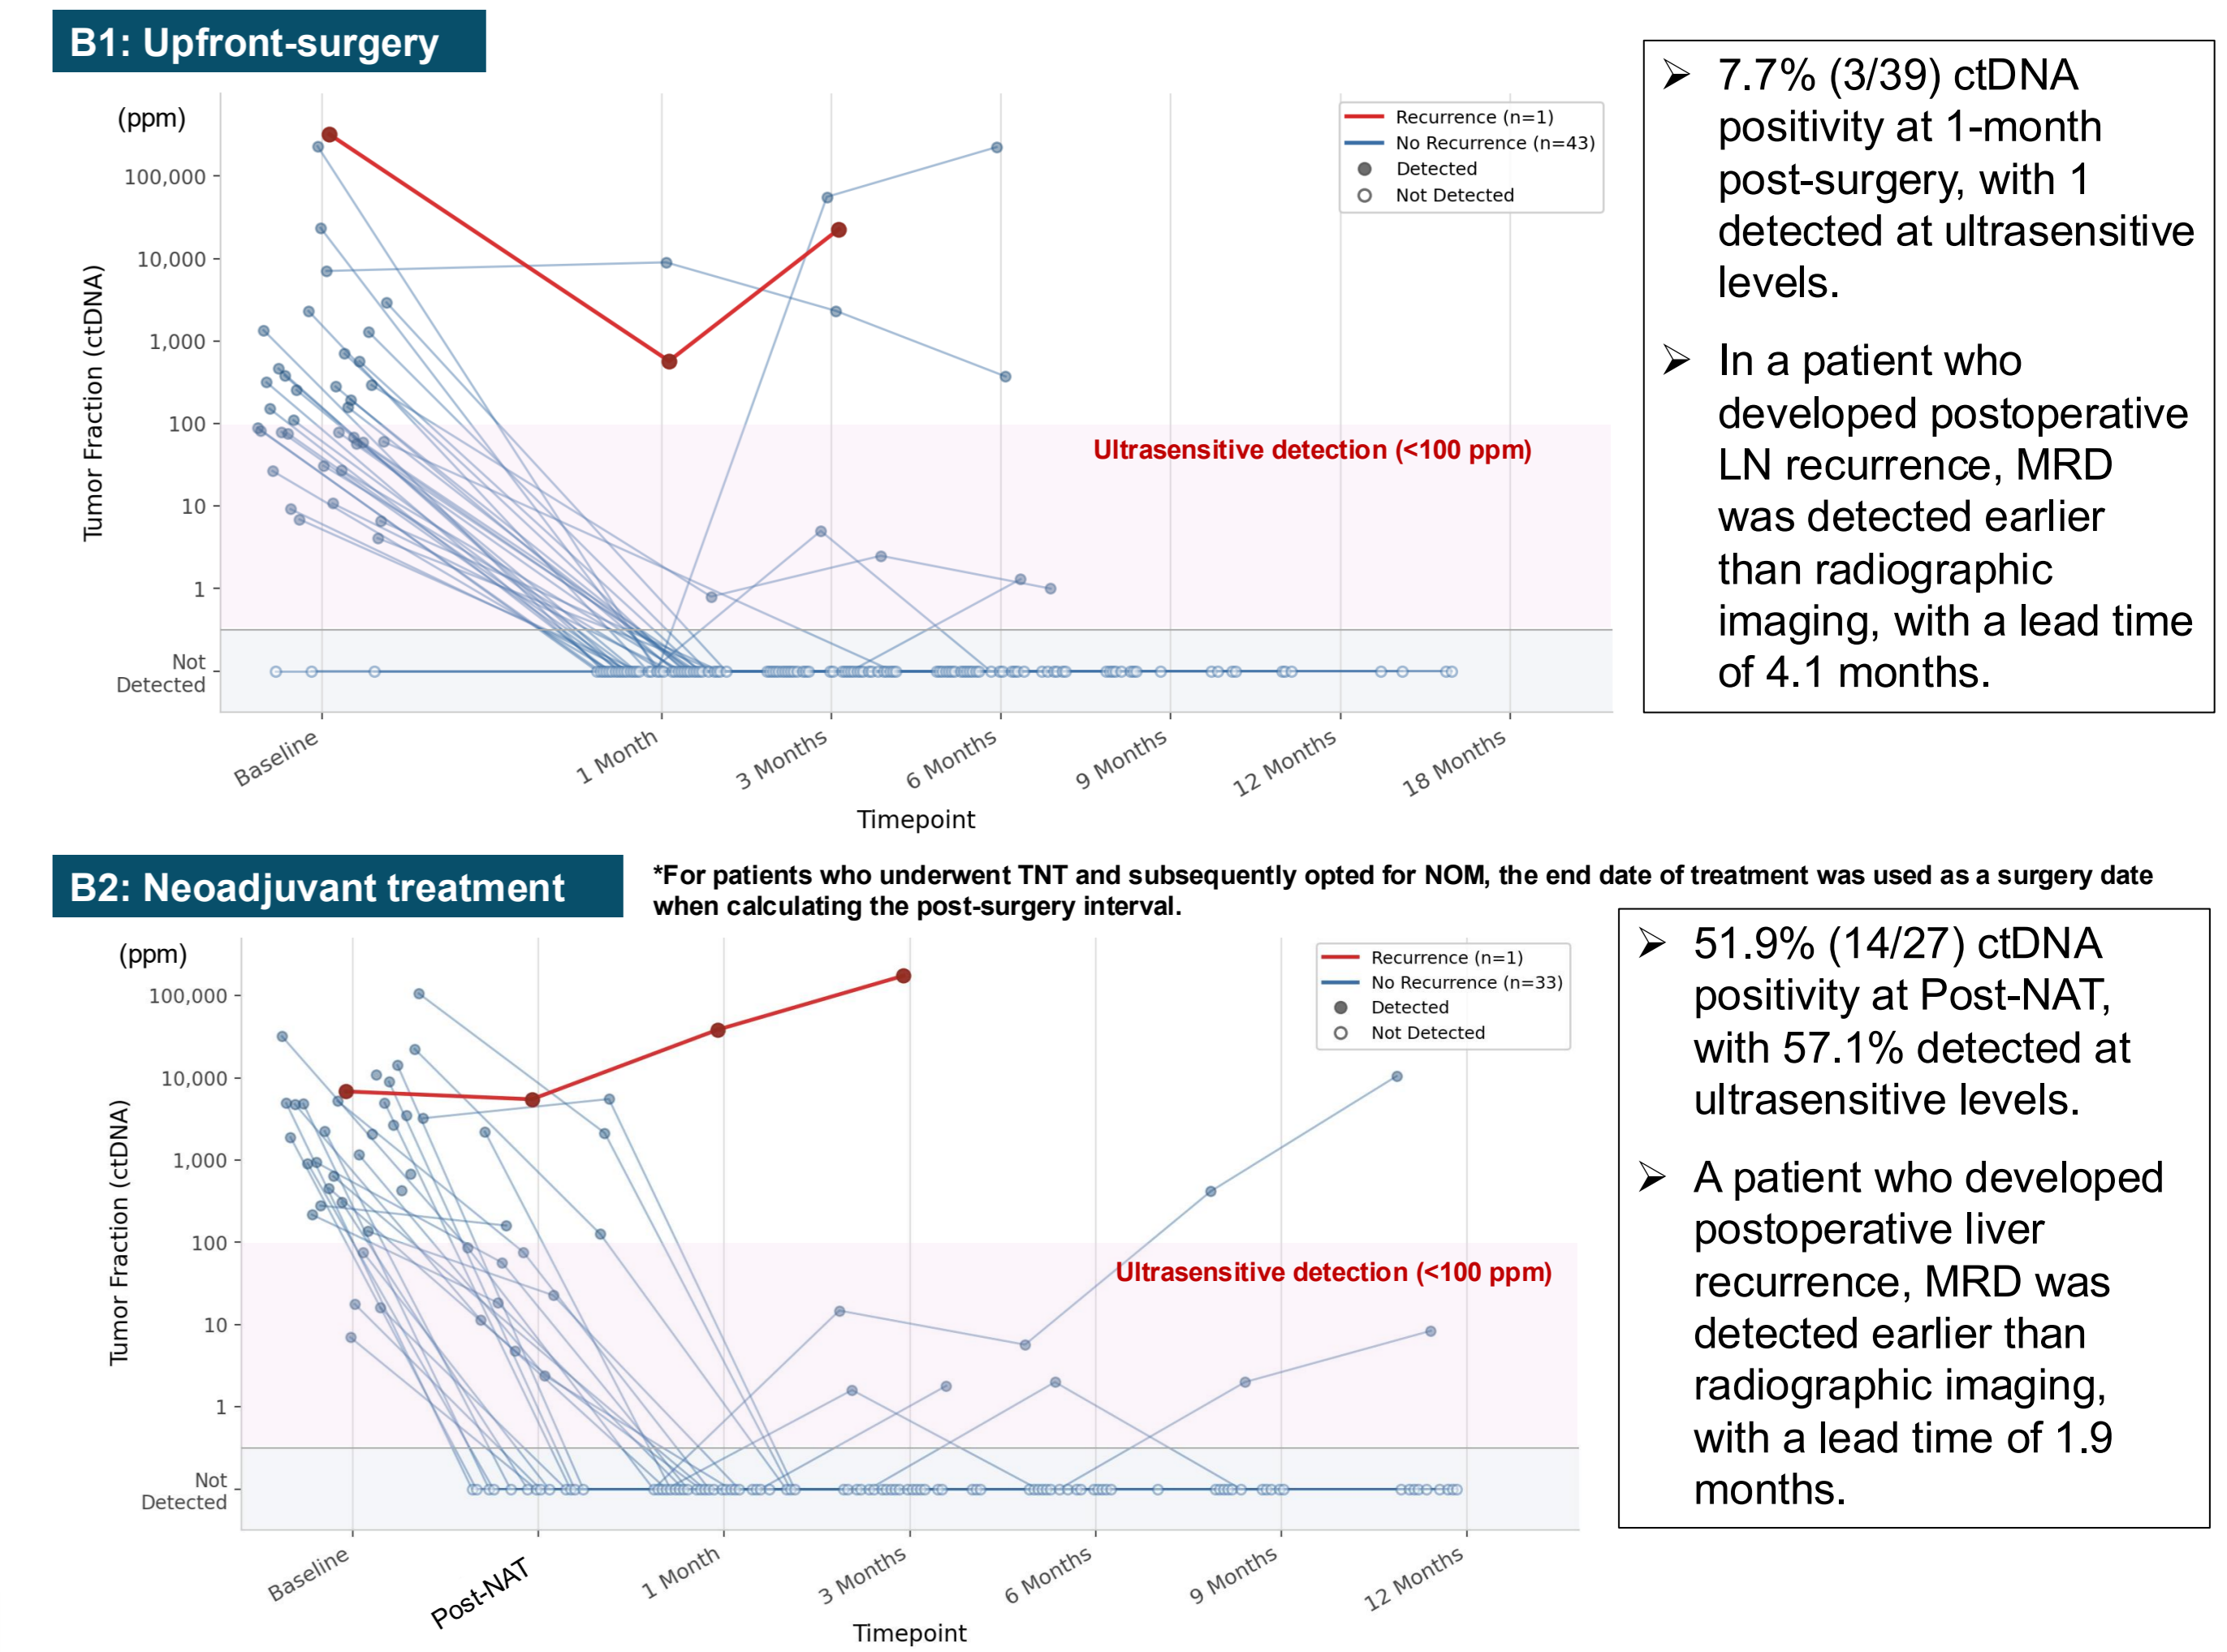 B1: Upfront-surgery
(ppm)
Tumor Fraction (ctDNA)
100,000
10,000
1,000
100
10
1
Not
Detected
Recurrence (n=1)
No Recurrence (n=43)
Detected
Not Detected
Ultrasensitive detection (<100 ppm)
Baseline
1 Month
3 Months
6 Months
9 Months
12 Months
18 Months
Timepoint
➢ 7.7% (3/39) ctDNA
positivity at 1-month
post-surgery, with 1
detected at ultrasensitive
levels.
➢ In a patient who
developed postoperative
LN recurrence, MRD
was detected earlier
than radiographic
imaging, with a lead time
of 4.1 months.
B2: Neoadjuvant treatment
*For patients who underwent TNT and subsequently opted for NOM, the end date of treatment was used as a surgery date
when calculating the post-surgery interval.
(ppm)
Tumor Fraction (ctDNA)
100,000
10,000
1,000
100
10
1
Not
Detected
Recurrence (n=1)
No Recurrence (n=33)
Detected
Not Detected
Ultrasensitive detection (<100 ppm)
Baseline
Post-NAT
1 Month
3 Months
6 Months
9 Months
12 Months
Timepoint
➢ 51.9% (14/27) ctDNA
positivity at Post-NAT,
with 57.1% detected at
ultrasensitive levels.
➢ A patient who developed
postoperative liver
recurrence, MRD was
detected earlier than
radiographic imaging,
with a lead time of 1.9
months.